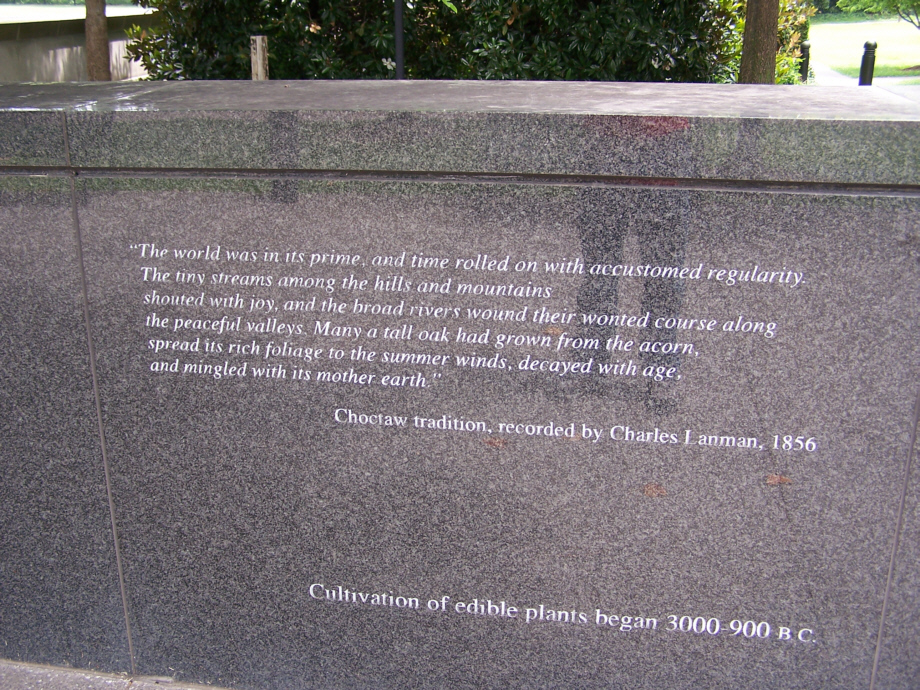 “The world was in its prime, and time rolled on with accustomed regularity.
The tiny streams among the hills and mountains
shouted with joy, and the broad rivers wound their wonted course along
the peaceful valleys. Many a tall oak had grown from the acorn,
spread its rich foliage to the summer winds, decayed with age,
and mingled with its mother earth.”
Choctaw tradition, recorded by Charles Lanman, 1856
Cultivation of edible plants began 3000-900 B.C.